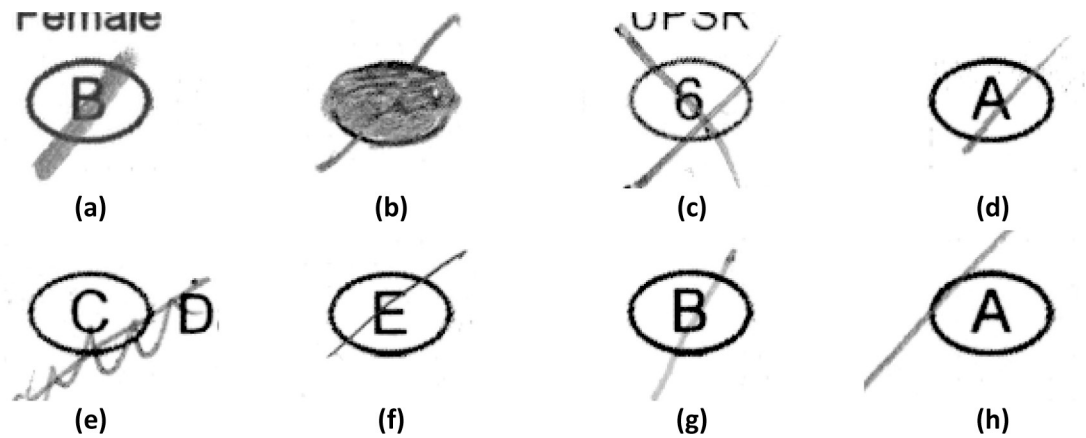 Female UPSR
B 6 A
(a) (b) (c) (d)
C D E B A
(e) (f) (g) (h)